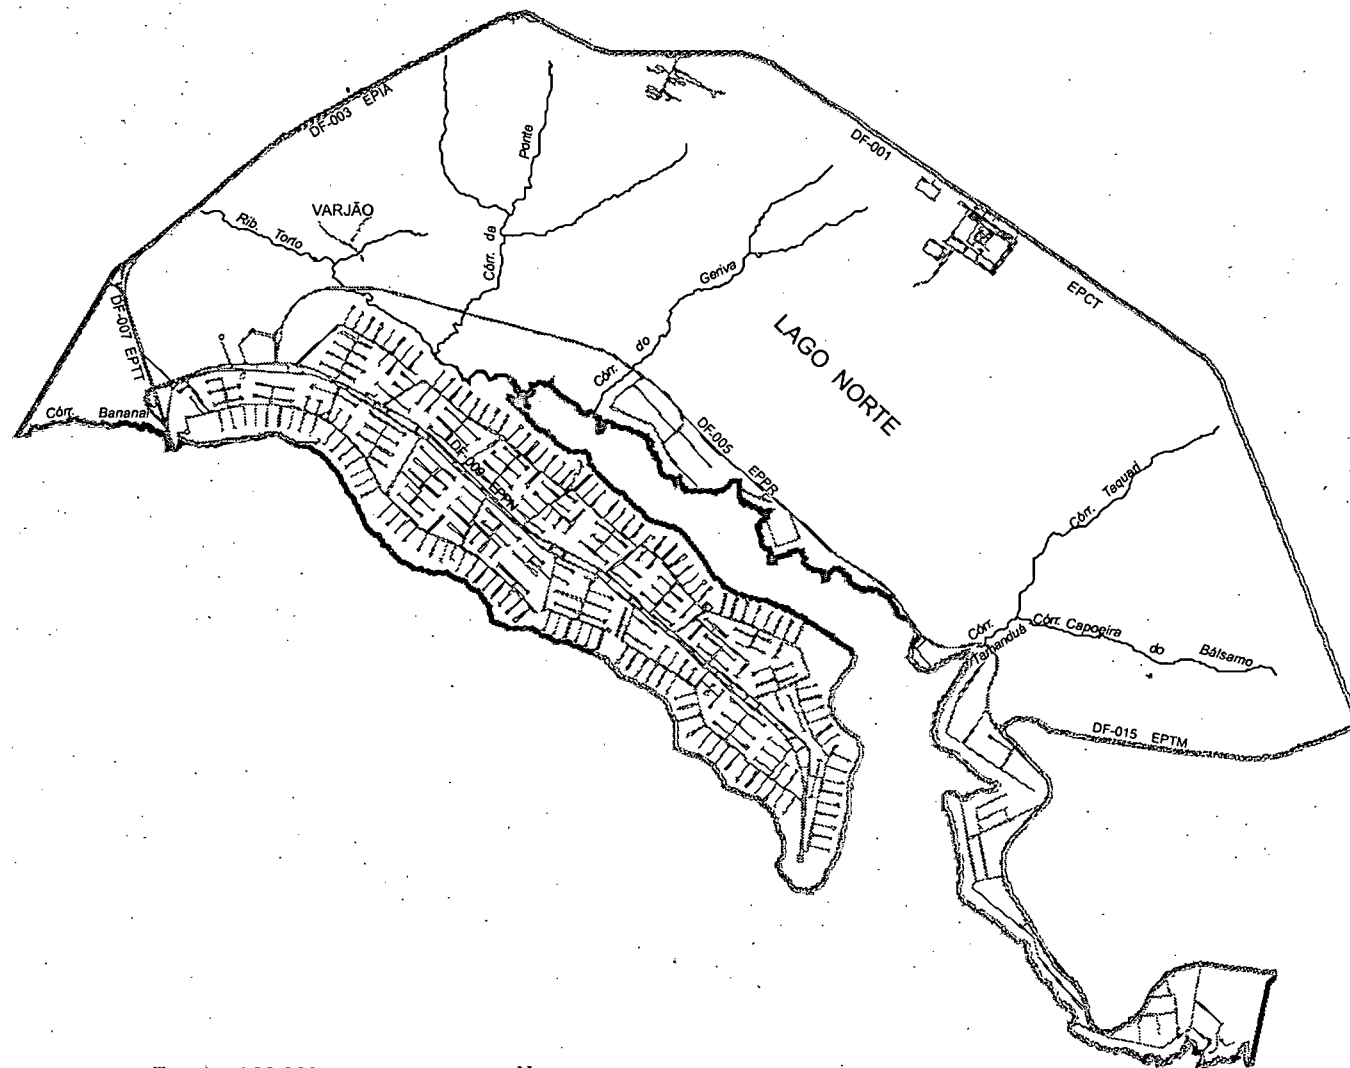 DF-003 EPIA
DF-001
Ponte
Córr. da
VARJÃO
Rib. Torto
Geriva
Córr. do
EPCT
DF-007 EPTT
LAGO NORTE
Córr. Bananal
DF-005 EPPR
DF-009 EPPN
Córr. Taquari
Córr. Tamanduá
Córr. Capoeira do Bálsamo
DF-015 EPTM